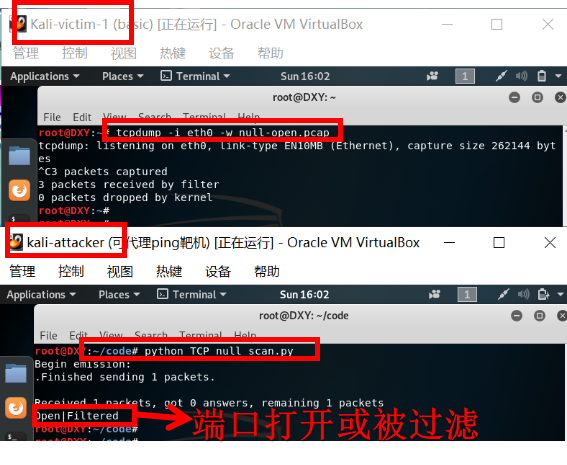 Kali-victim-1 (basic) [正在运行] - Oracle VM VirtualBox
管理 控制 视图 热键 设备 帮助
Applications Places Terminal Sun 16:02 1
root@DXY: ~
File Edit View Search Terminal Help
root@DXY:~# tcpdump -i eth0 -w null-open.pcap
tcpdump: listening on eth0, link-type EN10MB (Ethernet), capture size 262144 byt
es
^C3 packets captured
3 packets received by filter
0 packets dropped by kernel
root@DXY:~#
kali-attacker (可代理ping靶机) [正在运行] - Oracle VM VirtualBox
管理 控制 视图 热键 设备 帮助
Applications Places Terminal Sun 16:02 1
root@DXY: ~/code
File Edit View Search Terminal Help
root@DXY:~/code# python TCP_null_scan.py
Begin emission:
.Finished sending 1 packets.
Received 1 packets, got 0 answers, remaining 1 packets
Open|Filtered
端口打开或被过滤
root@DXY:~/code#
root@DXY:~/code#